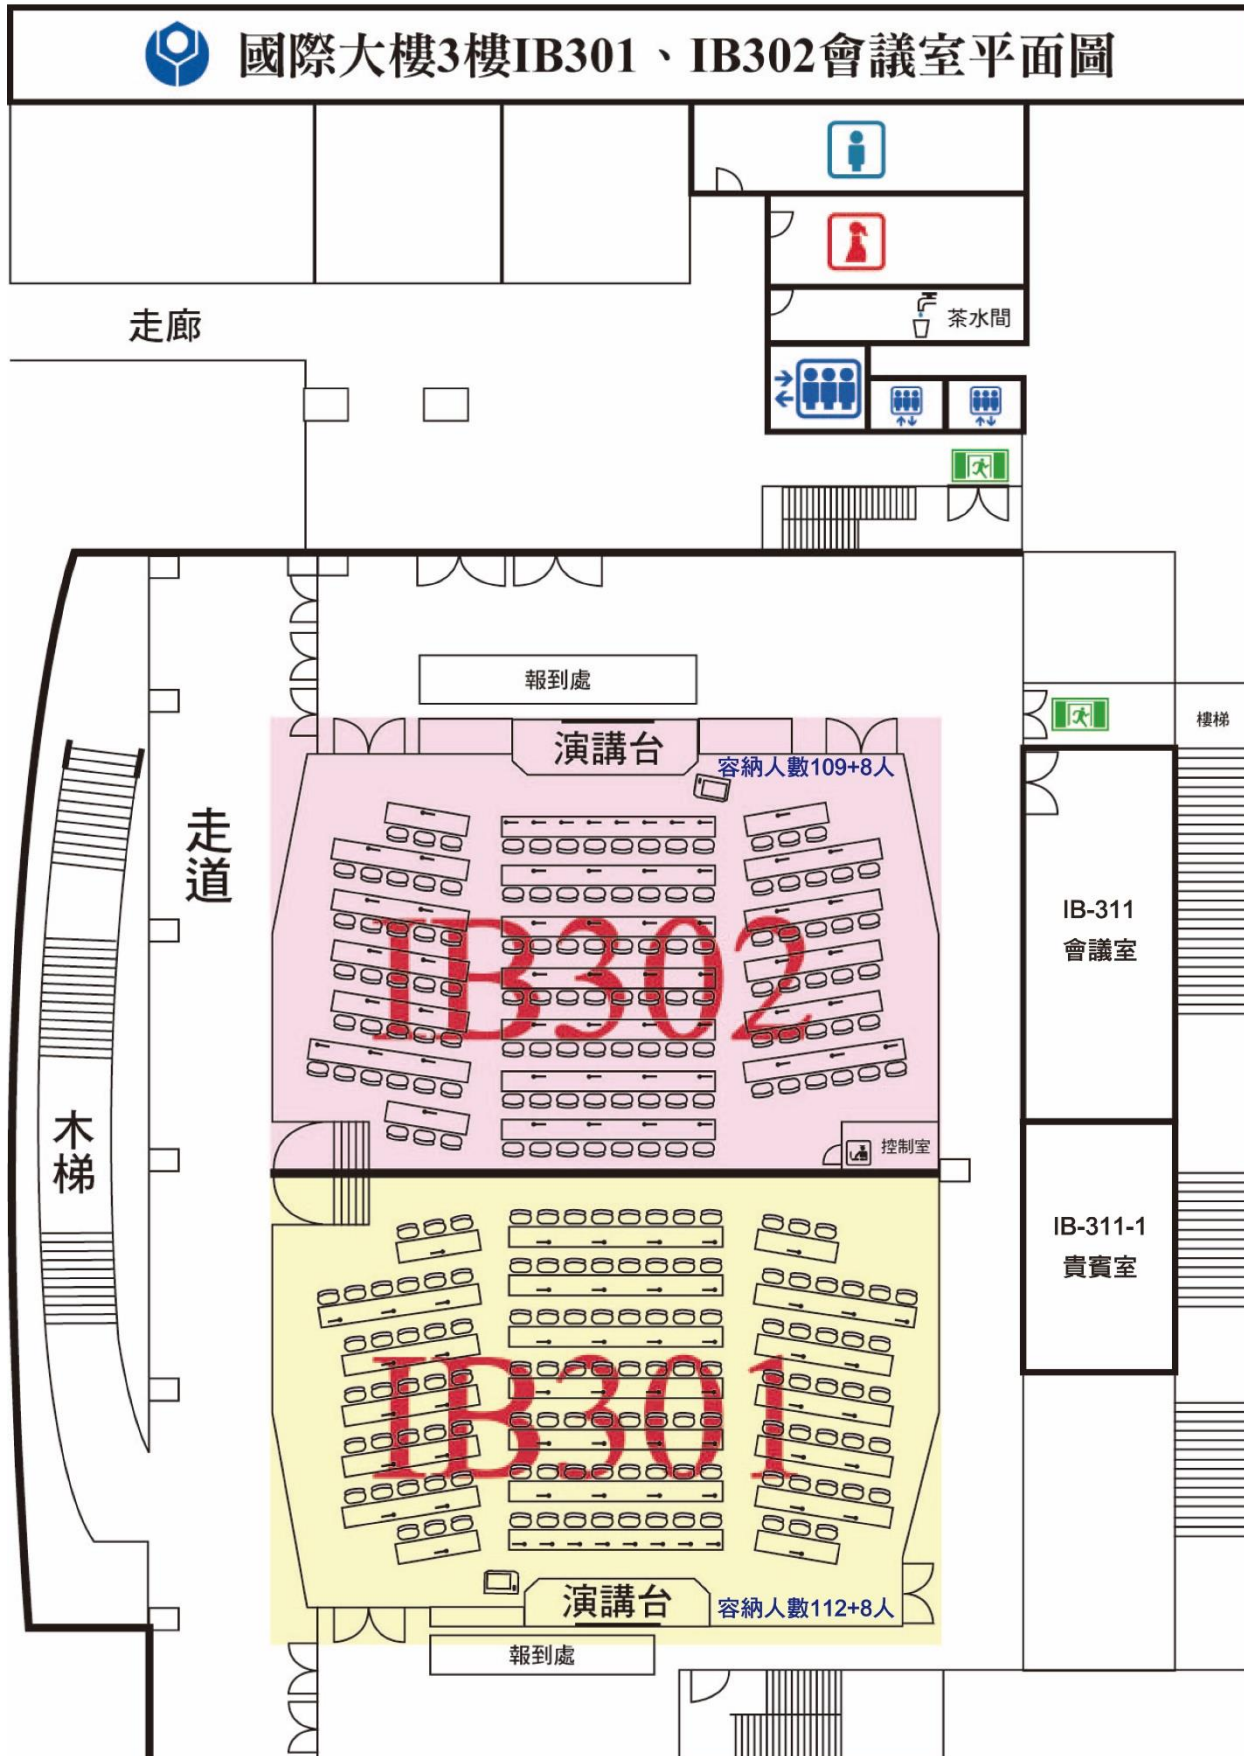 國際大樓3樓IB301、IB302會議室平面圖
走廊
茶水間
報到處
樓梯
演講台
容納人數109+8人
走道
IB302
IB-311
會議室
木梯
控制室
IB-311-1
貴賓室
IB301
演講台
容納人數112+8人
報到處